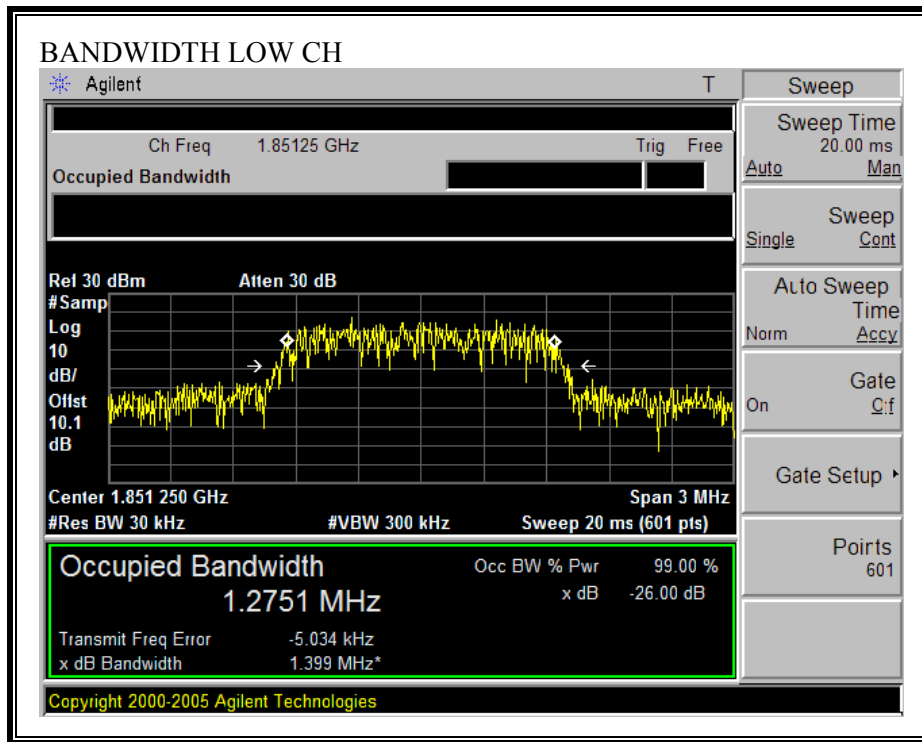 BANDWIDTH LOW CH
Agilent T
Ch Freq 1.85125 GHz Trig Free
Occupied Bandwidth
Ref 30 dBm Atten 30 dB
#Samp
Log
10
dB/
Offst
10.1
dB
Center 1.851 250 GHz Span 3 MHz
#Res BW 30 kHz #VBW 300 kHz Sweep 20 ms (601 pts)
Occupied Bandwidth
1.2751 MHz
Occ BW % Pwr 99.00 %
x dB -26.00 dB
Transmit Freq Error -5.034 kHz
x dB Bandwidth 1.399 MHz*
Copyright 2000-2005 Agilent Technologies
Sweep
Sweep Time
20.00 ms
Auto Man
Sweep
Single Cont
Auto Sweep
Time
Norm Accy
Gate
On Off
Gate Setup
Points
601